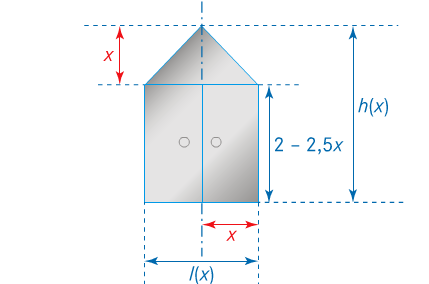 x
h(x)
2 – 2,5x
x
l(x)